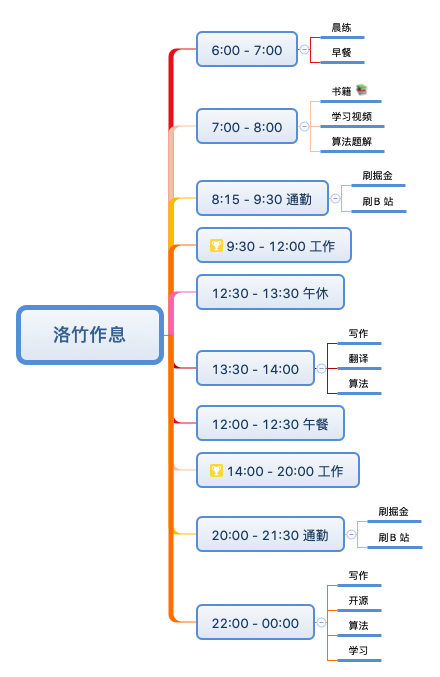 洛竹作息
6:00 - 7:00
晨练
早餐
7:00 - 8:00
书籍
学习视频
算法题解
8:15 - 9:30 通勤
刷掘金
刷B 站
9:30 - 12:00 工作
12:30 - 13:30 午休
13:30 - 14:00
写作
翻译
算法
12:00 - 12:30 午餐
14:00 - 20:00 工作
20:00 - 21:30 通勤
刷掘金
刷B 站
22:00 - 00:00
写作
开源
算法
学习